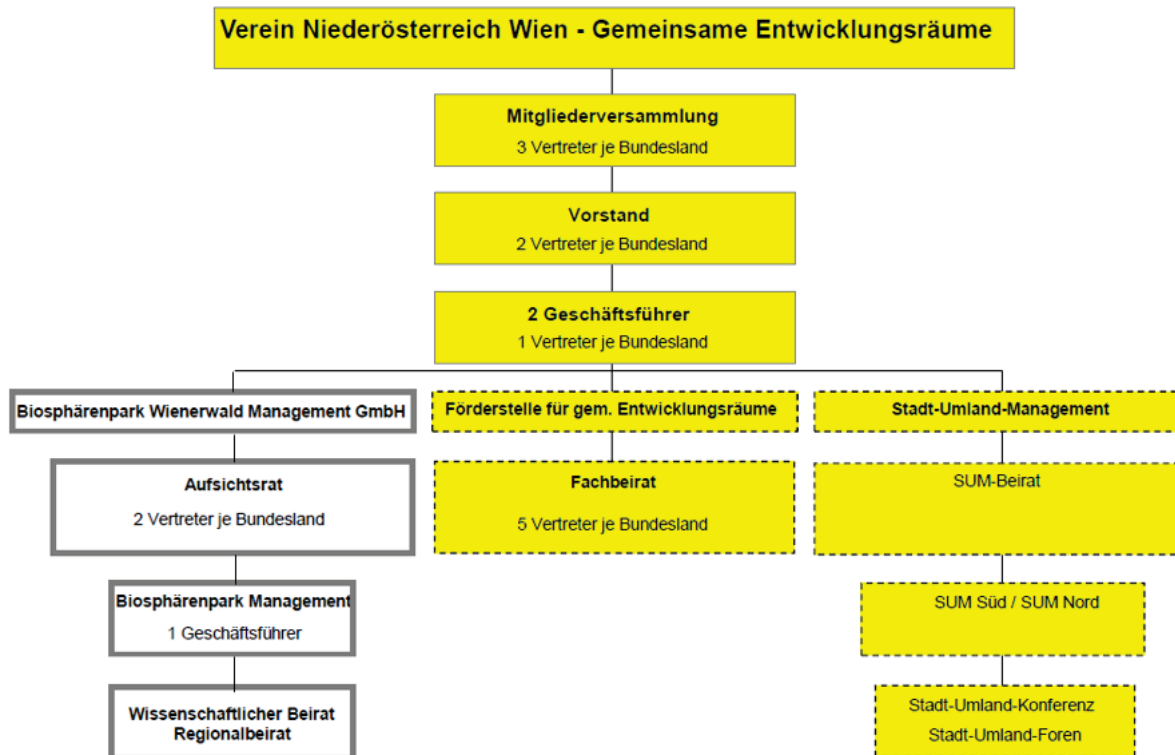 Verein Niederösterreich Wien - Gemeinsame Entwicklungsräume
Mitgliederversammlung
3 Vertreter je Bundesland
Vorstand
2 Vertreter je Bundesland
2 Geschäftsführer
1 Vertreter je Bundesland
Biosphärenpark Wienerwald Management GmbH
Aufsichtsrat
2 Vertreter je Bundesland
Biosphärenpark Management
1 Geschäftsführer
Wissenschaftlicher Beirat
Regionalbeirat
Förderstelle für gem. Entwicklungsräume
Fachbeirat
5 Vertreter je Bundesland
Stadt-Umland-Management
SUM-Beirat
SUM Süd / SUM Nord
Stadt-Umland-Konferenz
Stadt-Umland-Foren